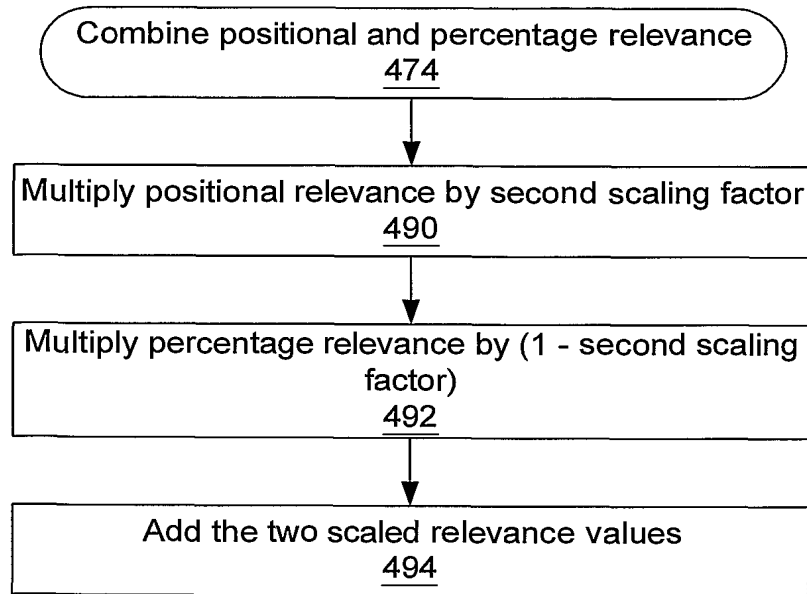 Combine positional and percentage relevance
474
Multiply positional relevance by second scaling factor
490
Multiply percentage relevance by (1 - second scaling
factor)
492
Add the two scaled relevance values
494